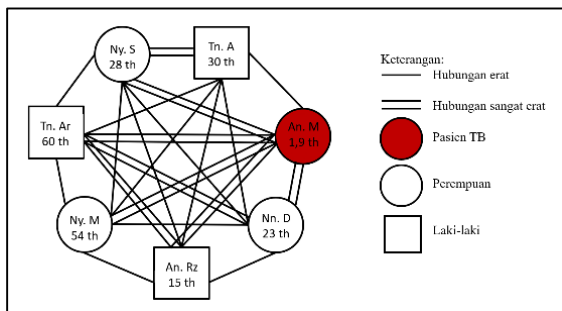 Ny. S
28 th
Tn. A
30 th
Tn. Ar
60 th
An. M
1,9 th
Ny. M
54 th
Nn. D
23 th
An. Rz
15 th
Keterangan:
Hubungan erat
Hubungan sangat erat
Pasien TB
Perempuan
Laki-laki